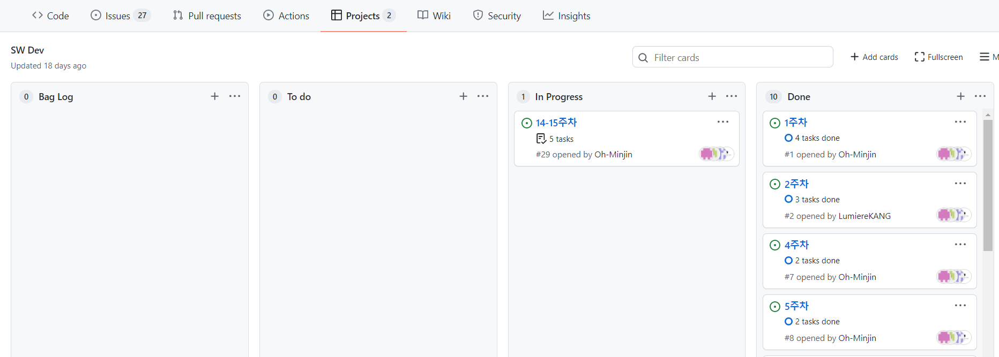 Code Issues 27 Pull requests Actions Projects 2 Wiki Security Insights
SW Dev
Updated 18 days ago
Filter cards
Add cards
Fullscreen
M
0 Bag Log
0 To do
1 In Progress
14-15주차
5 tasks
#29 opened by Oh-Minjin
10 Done
1주차
4 tasks done
#1 opened by Oh-Minjin
2주차
3 tasks done
#2 opened by LumiereKANG
4주차
2 tasks done
#7 opened by Oh-Minjin
5주차
2 tasks done
#8 opened by Oh-Minjin